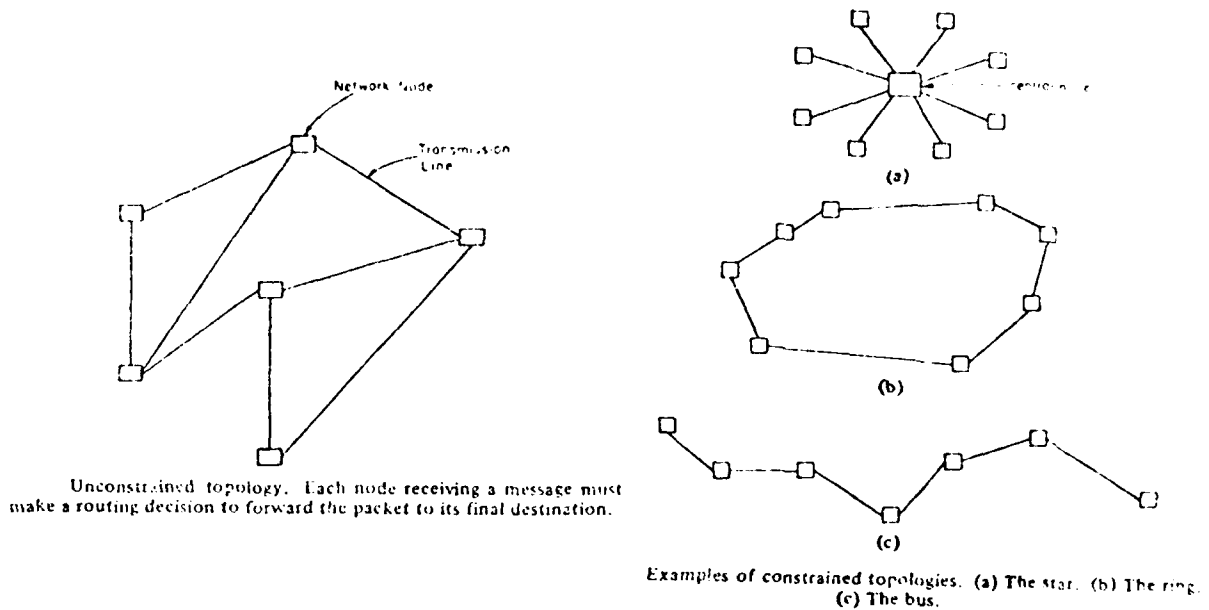 Network Node
Transmission
Line
Unconstrained topology. Each node receiving a message must
make a routing decision to forward the packet to its final destination.
(a)
(b)
(c)
Examples of constrained topologies. (a) The star. (b) The ring.
(c) The bus.